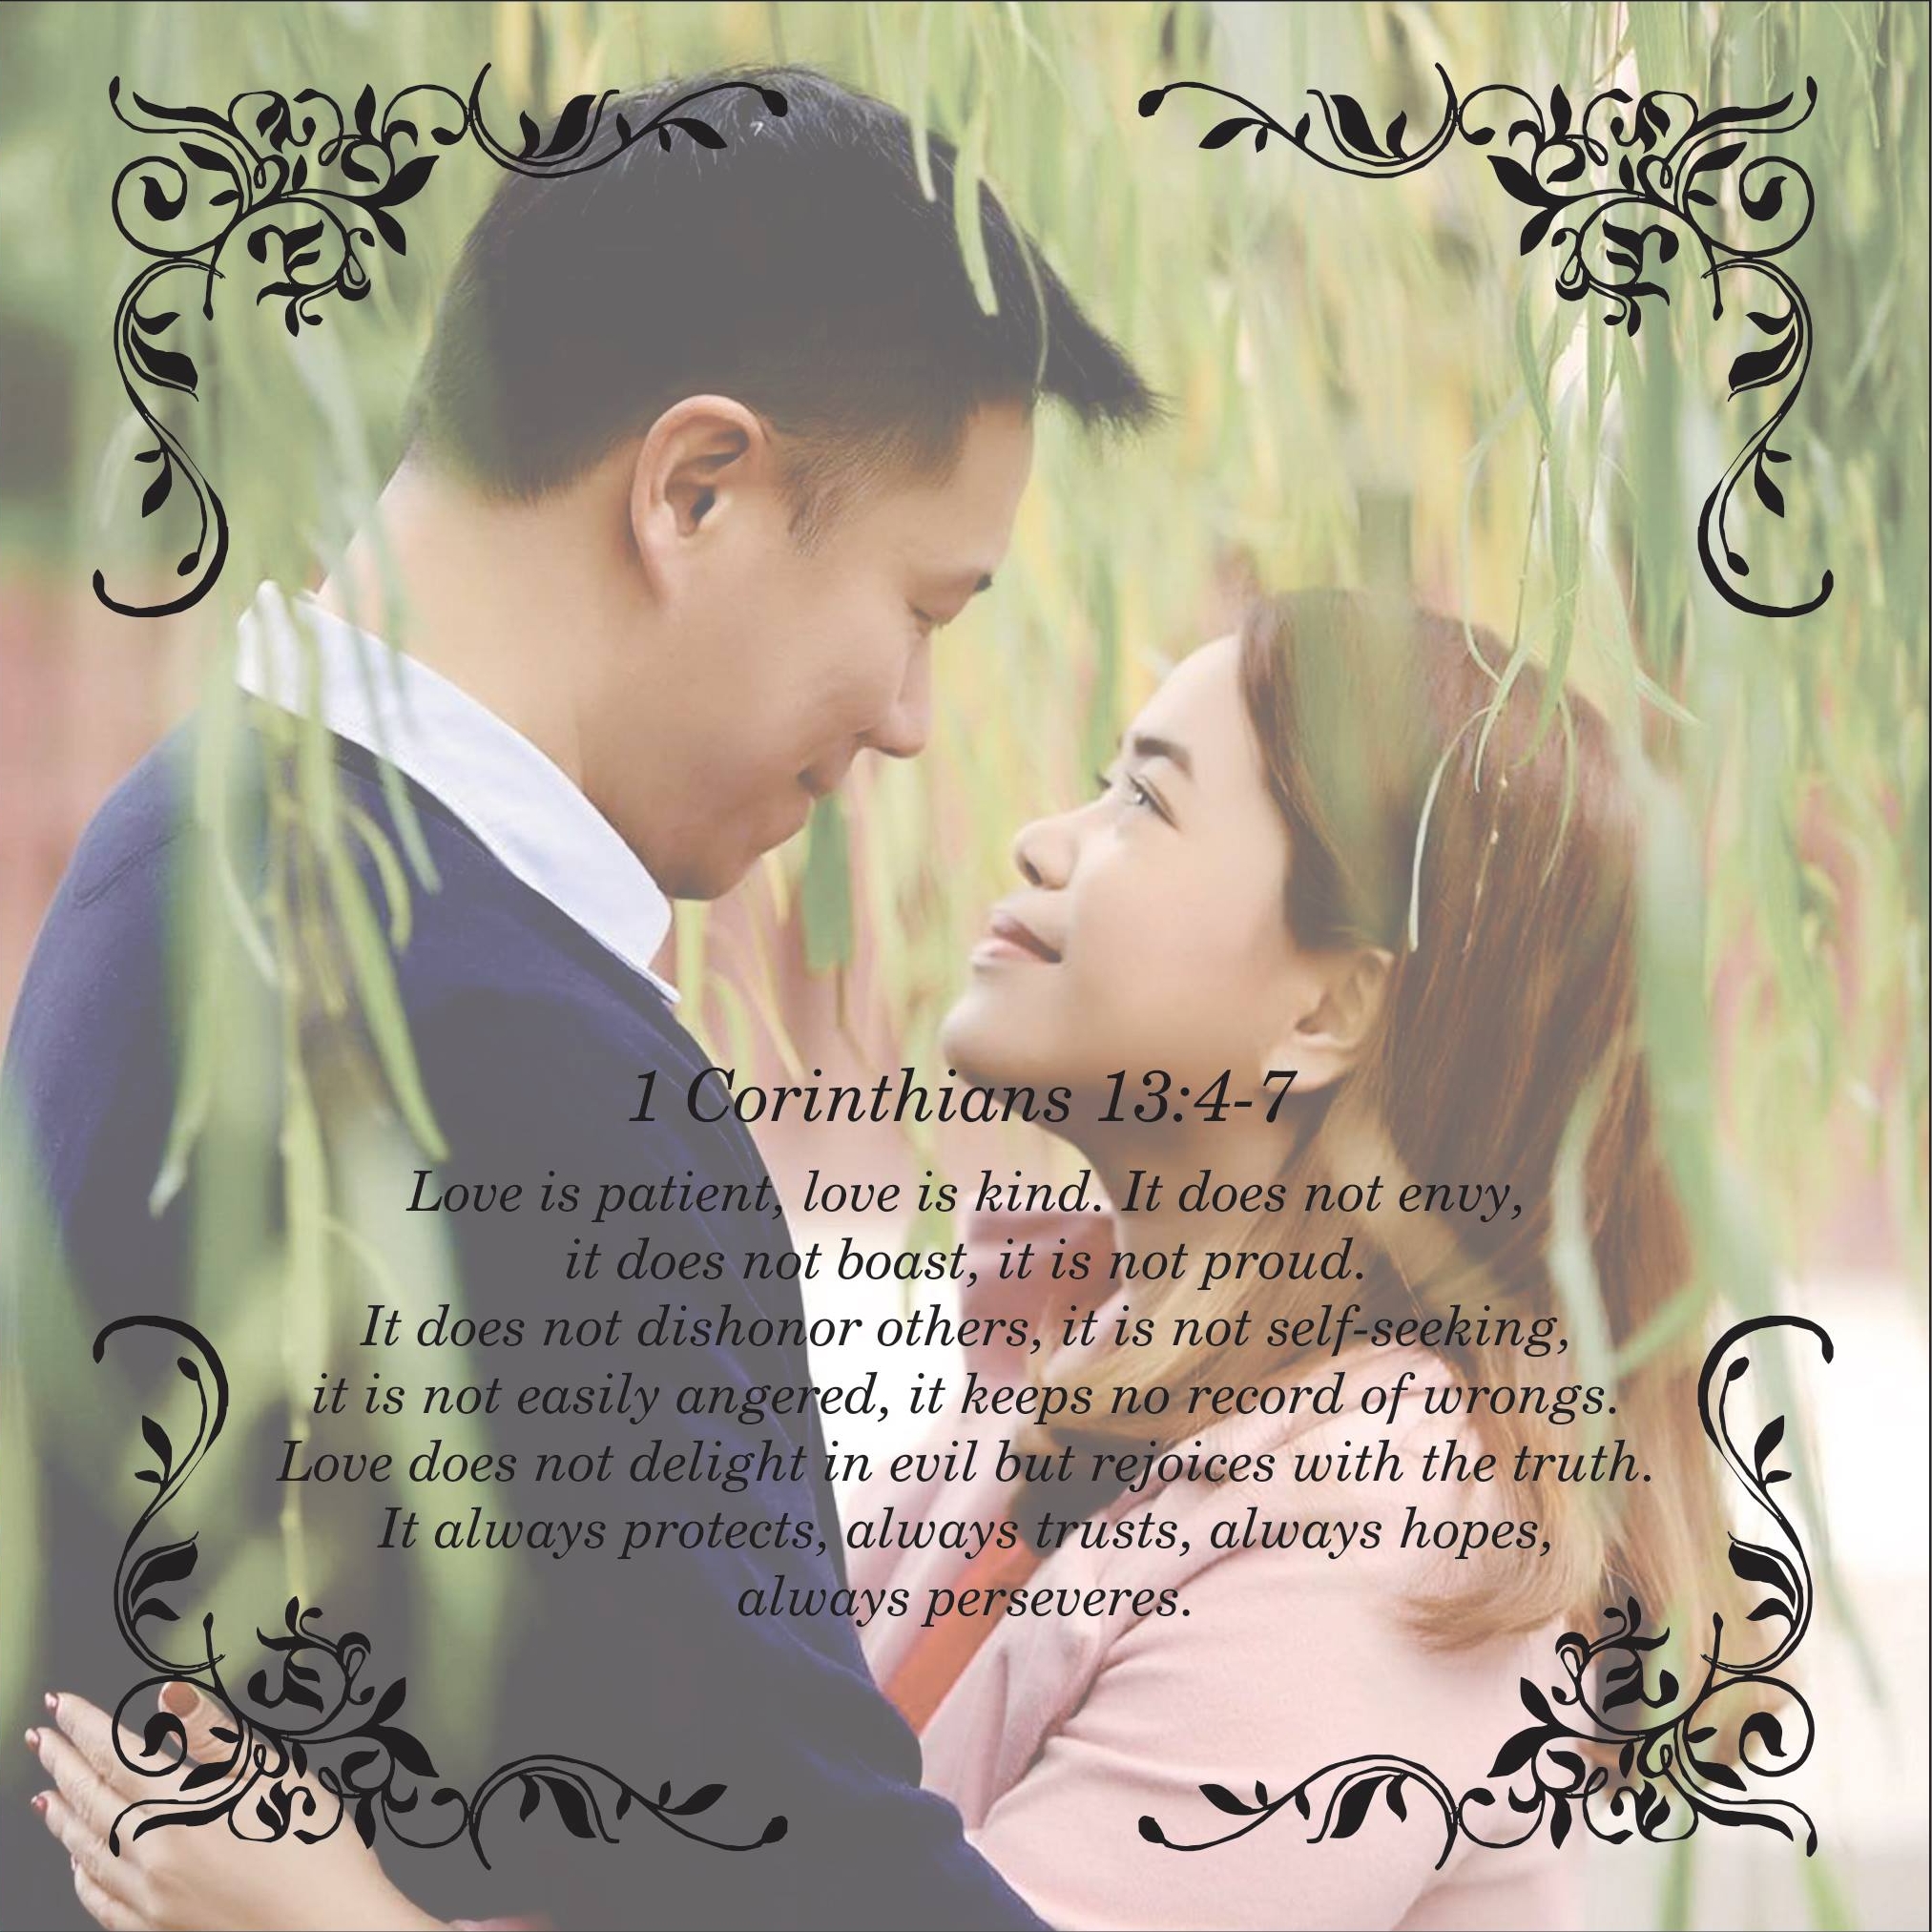 1 Corinthians 13:4-7
Love is patient, love is kind. It does not envy,
it does not boast, it is not proud.
It does not dishonor others, it is not self-seeking,
it is not easily angered, it keeps no record of wrongs.
Love does not delight in evil but rejoices with the truth.
It always protects, always trusts, always hopes,
always perseveres.